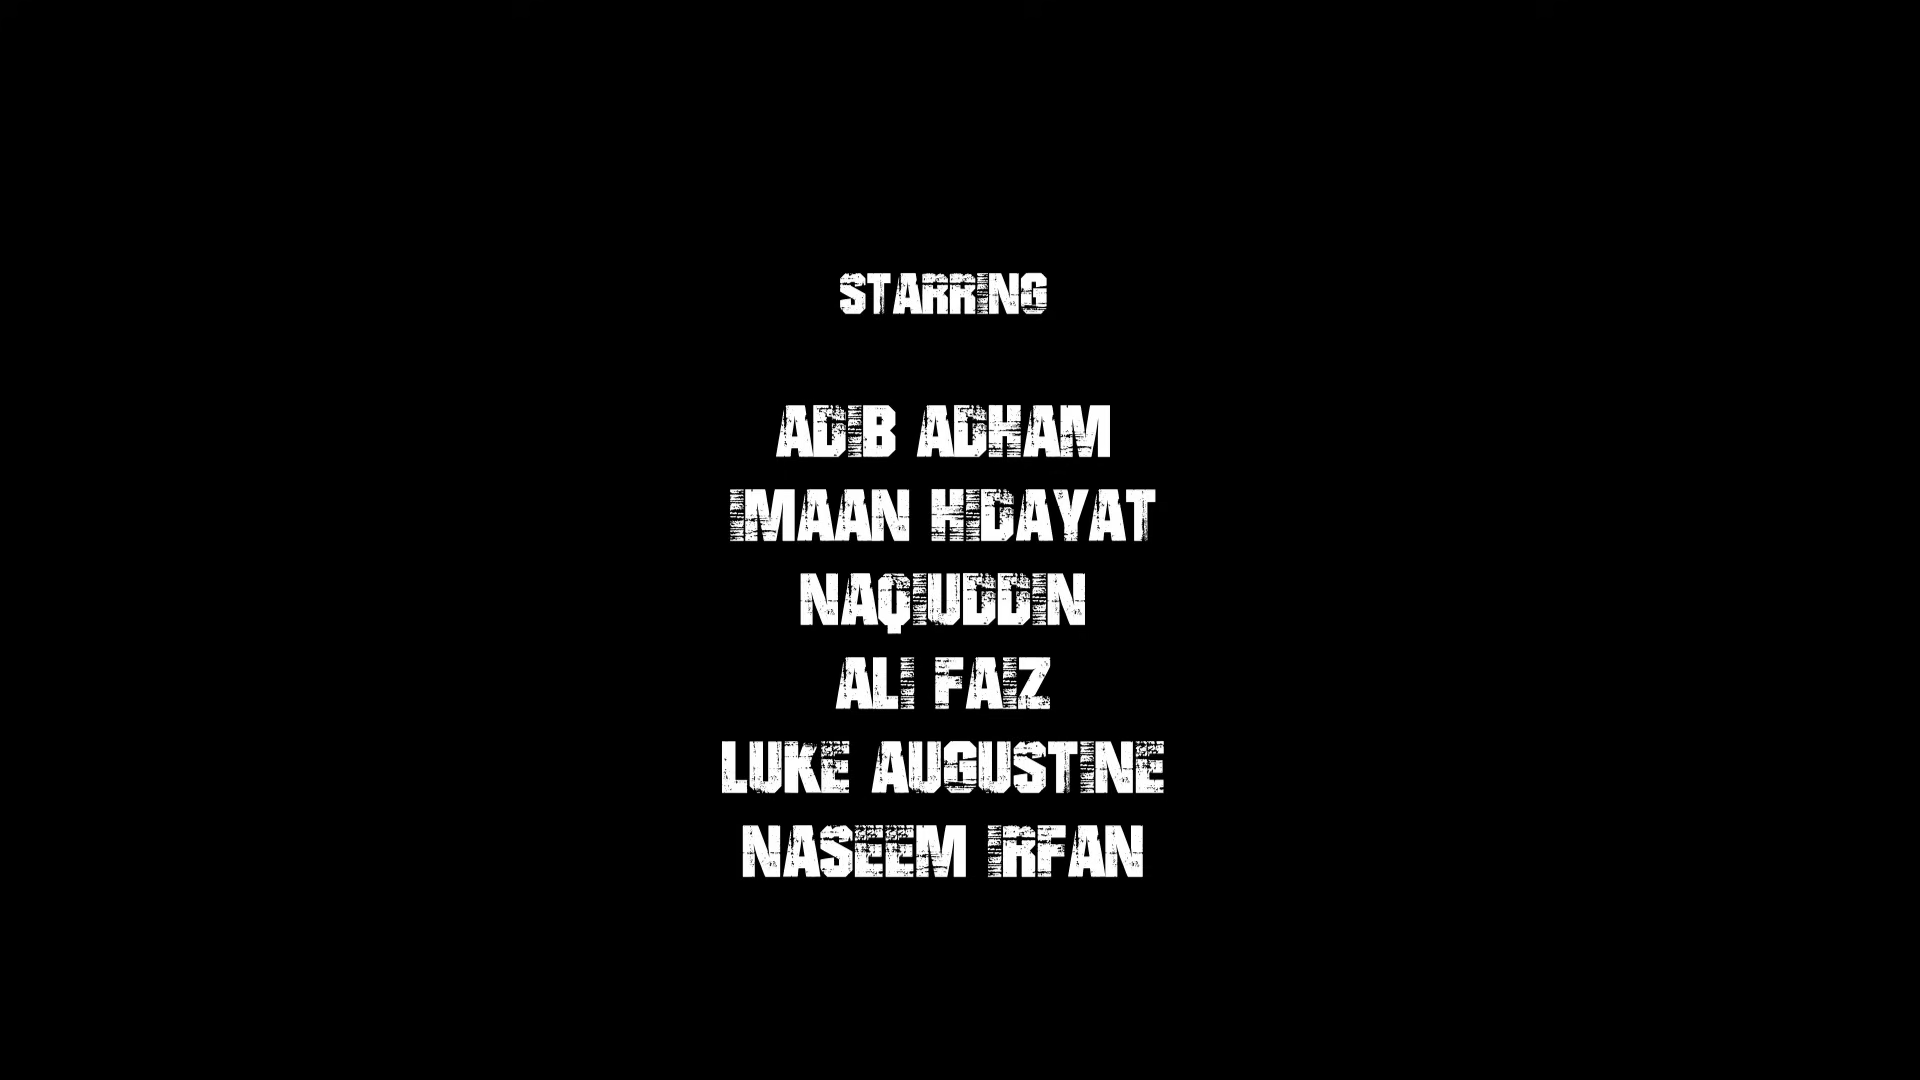 STARRING
ADIB ADHAM
IMAAN HIDAYAT
NAQIUDDIN
ALI FAIZ
LUKE AUGUSTINE
NASEEM IRFAN